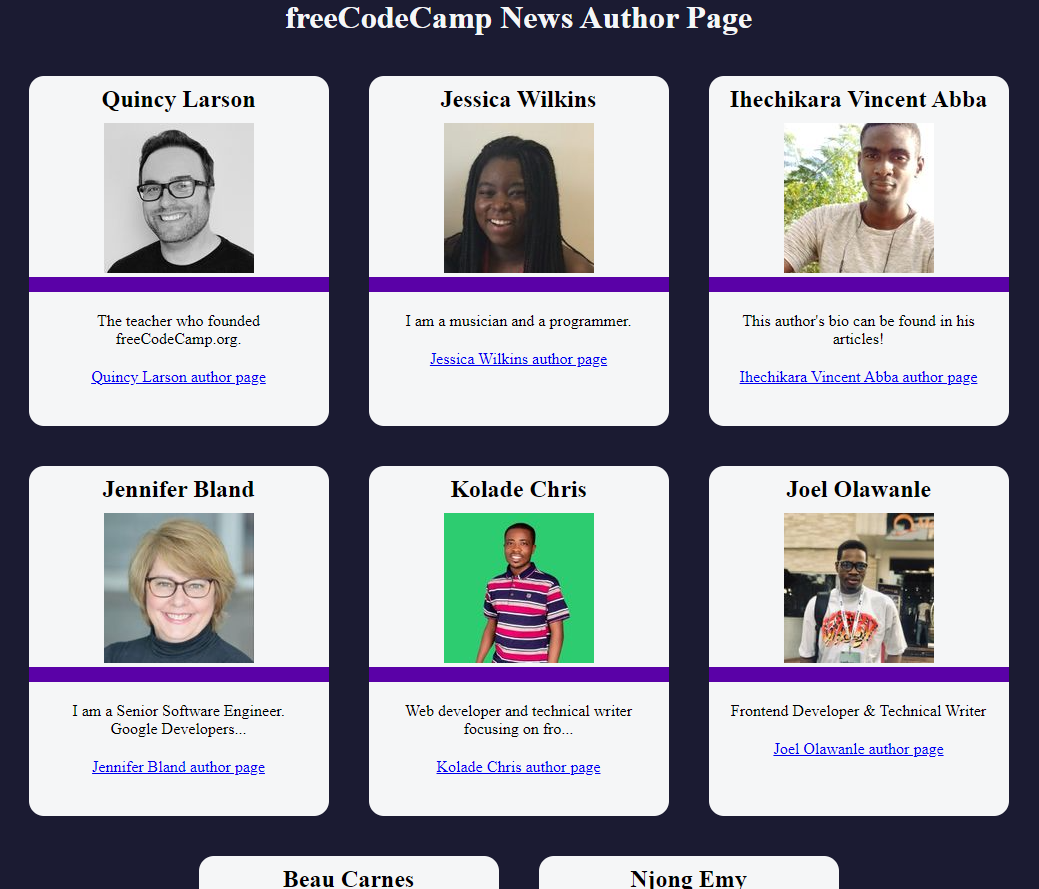 freeCodeCamp News Author Page
Quincy Larson
The teacher who founded
freeCodeCamp.org.
Quincy Larson author page
Jessica Wilkins
I am a musician and a programmer.
Jessica Wilkins author page
Ihechikara Vincent Abba
This author's bio can be found in his
articles!
Ihechikara Vincent Abba author page
Jennifer Bland
I am a Senior Software Engineer.
Google Developers...
Jennifer Bland author page
Kolade Chris
Web developer and technical writer
focusing on fro...
Kolade Chris author page
Joel Olawanle
Frontend Developer & Technical Writer
Joel Olawanle author page
Beau Carnes
Njong Emy